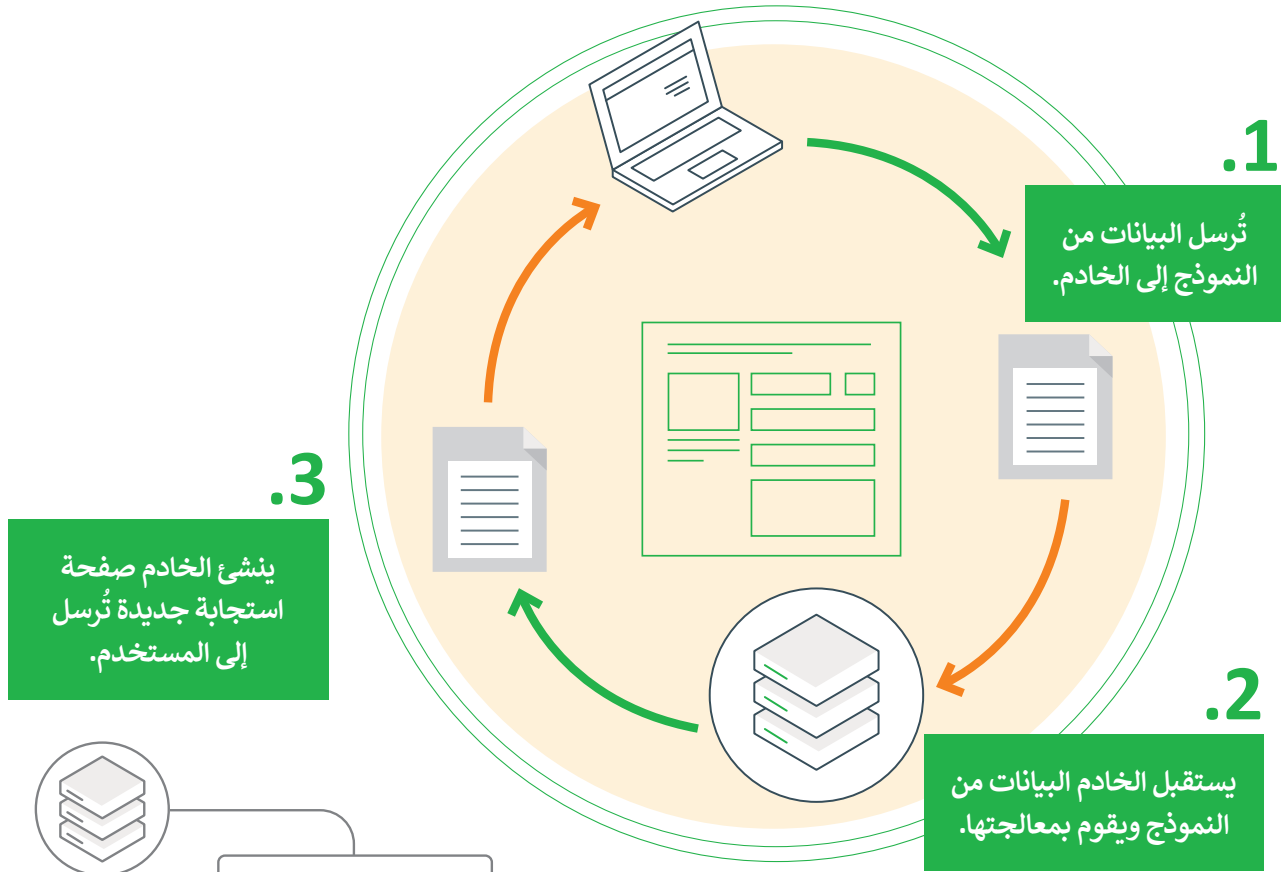 .1
تُرسل البيانات من
النموذج إلى الخادم.
.2
يستقبل الخادم البيانات من
النموذج ويقوم بمعالجتها.
.3
ينشئ الخادم صفحة
استجابة جديدة تُرسل
إلى المستخدم.